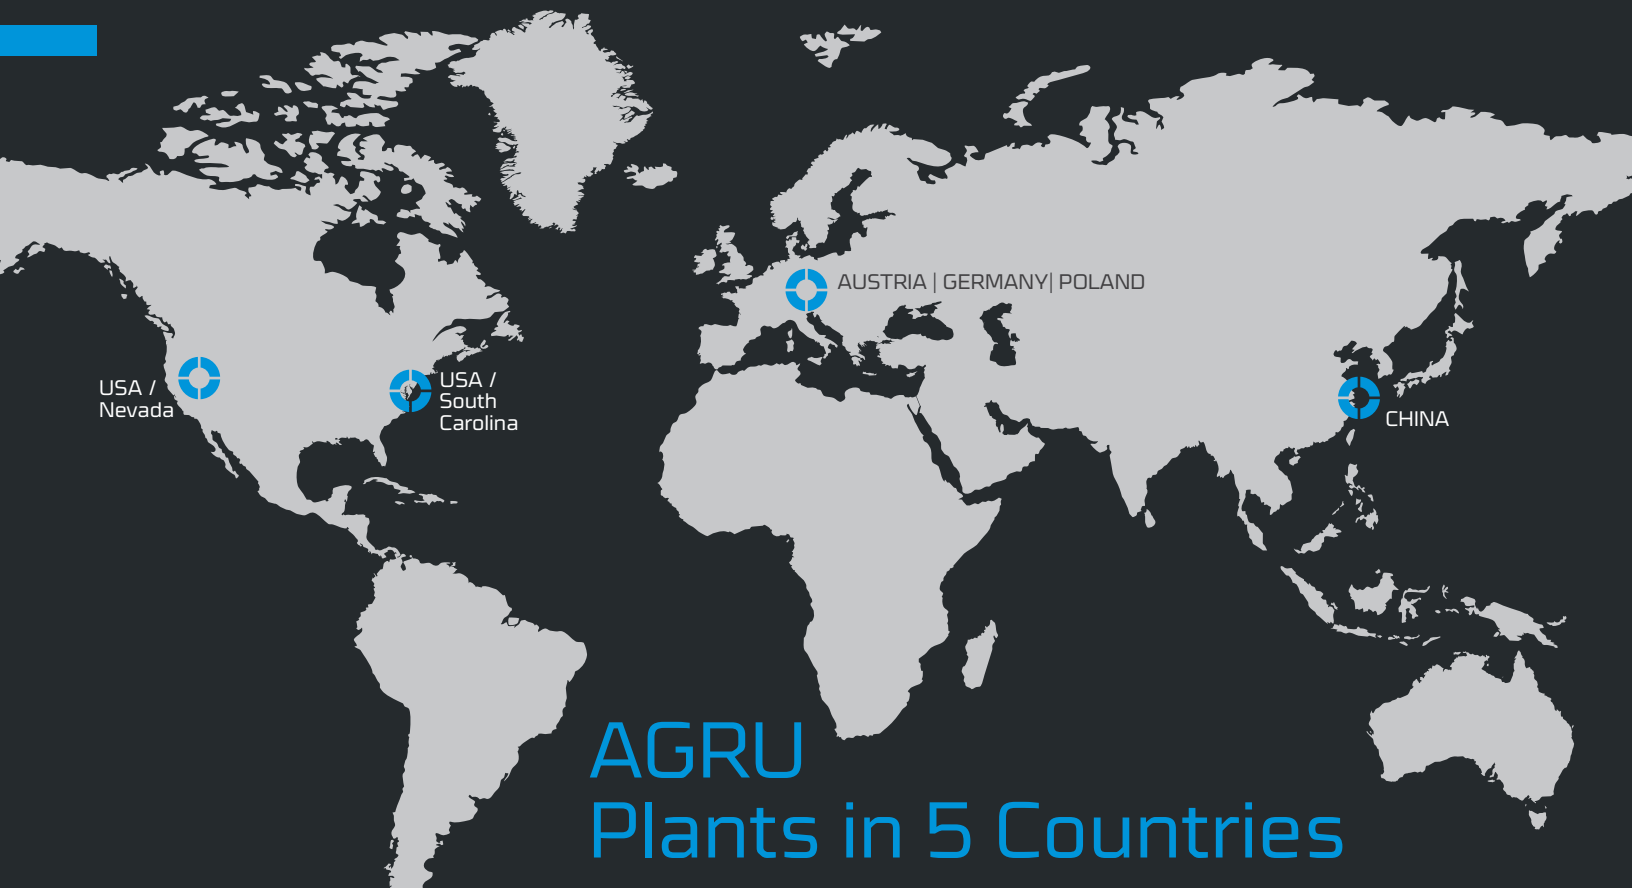 AUSTRIA | GERMANY| POLAND
USA /
Nevada
USA /
South
Carolina
CHINA
AGRU
Plants in 5 Countries